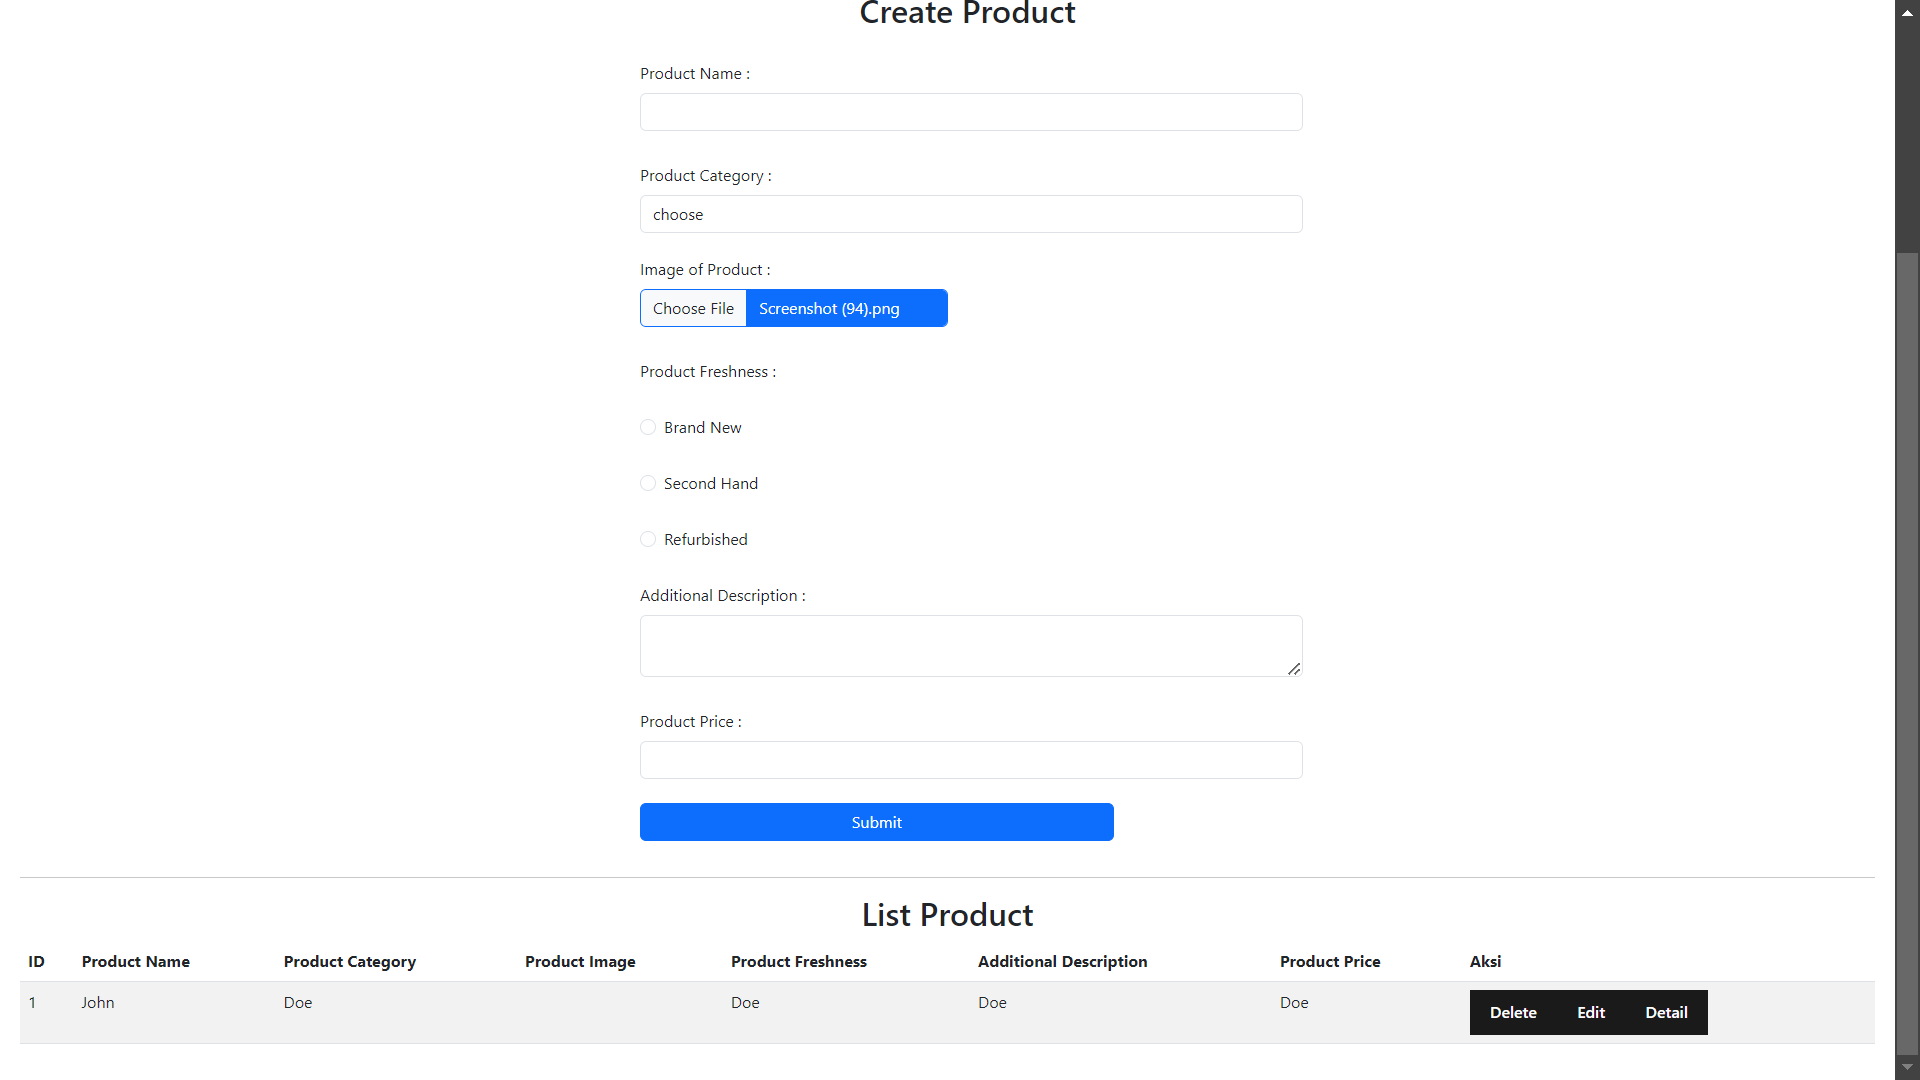 Create Product
Product Name :
Product Category :
choose
Image of Product :
Choose File Screenshot (94).png
Product Freshness :
Brand New
Second Hand
Refurbished
Additional Description :
Product Price :
Submit
List Product
ID Product Name Product Category Product Image Product Freshness Additional Description Product Price Aksi
1 John Doe Doe Doe Doe Delete Edit Detail